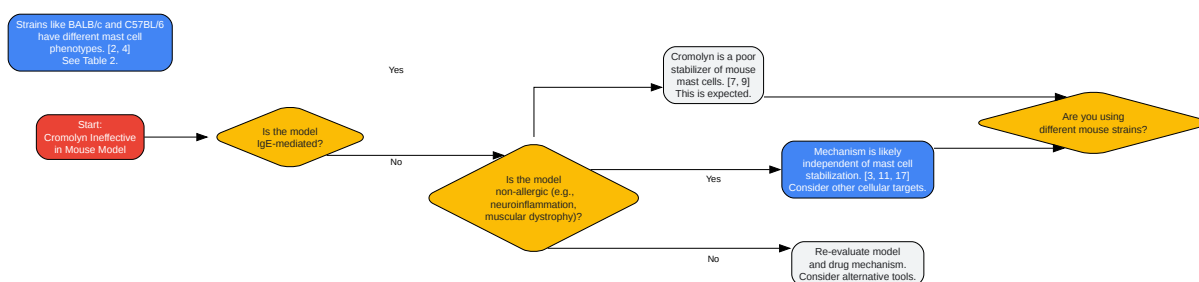 Strains like BALB/c and C57BL/6
have different mast cell
phenotypes. [2, 4]
See Table 2.
Start:
Cromolyn Ineffective
in Mouse Model
Is the model
IgE-mediated?
Yes
No
Is the model
non-allergic (e.g.,
neuroinflammation,
muscular dystrophy)?
Cromolyn is a poor
stabilizer of mouse
mast cells. [7, 9]
This is expected.
Yes
Mechanism is likely
independent of mast cell
stabilization. [3, 11, 17]
Consider other cellular targets.
No
Re-evaluate model
and drug mechanism.
Consider alternative tools.
Are you using
different mouse strains?